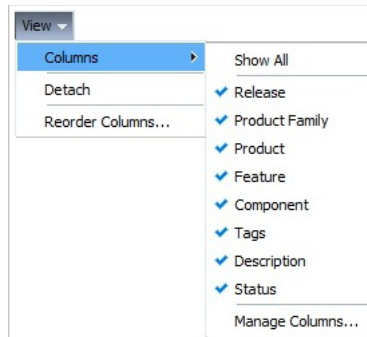 View
Columns
Detach
Reorder Columns...
Show All
Release
Product Family
Product
Feature
Component
Tags
Description
Status
Manage Columns...